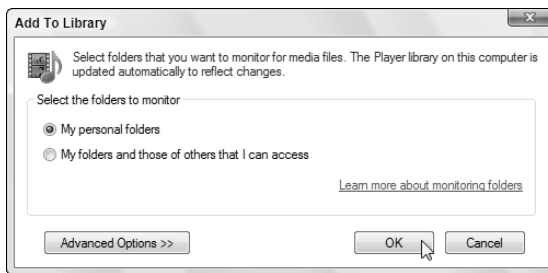 Add To Library
Select folders that you want to monitor for media files. The Player library on this computer is
updated automatically to reflect changes.
Select the folders to monitor
My personal folders
My folders and those of others that I can access
Learn more about monitoring folders
Advanced Options >>
OK
Cancel